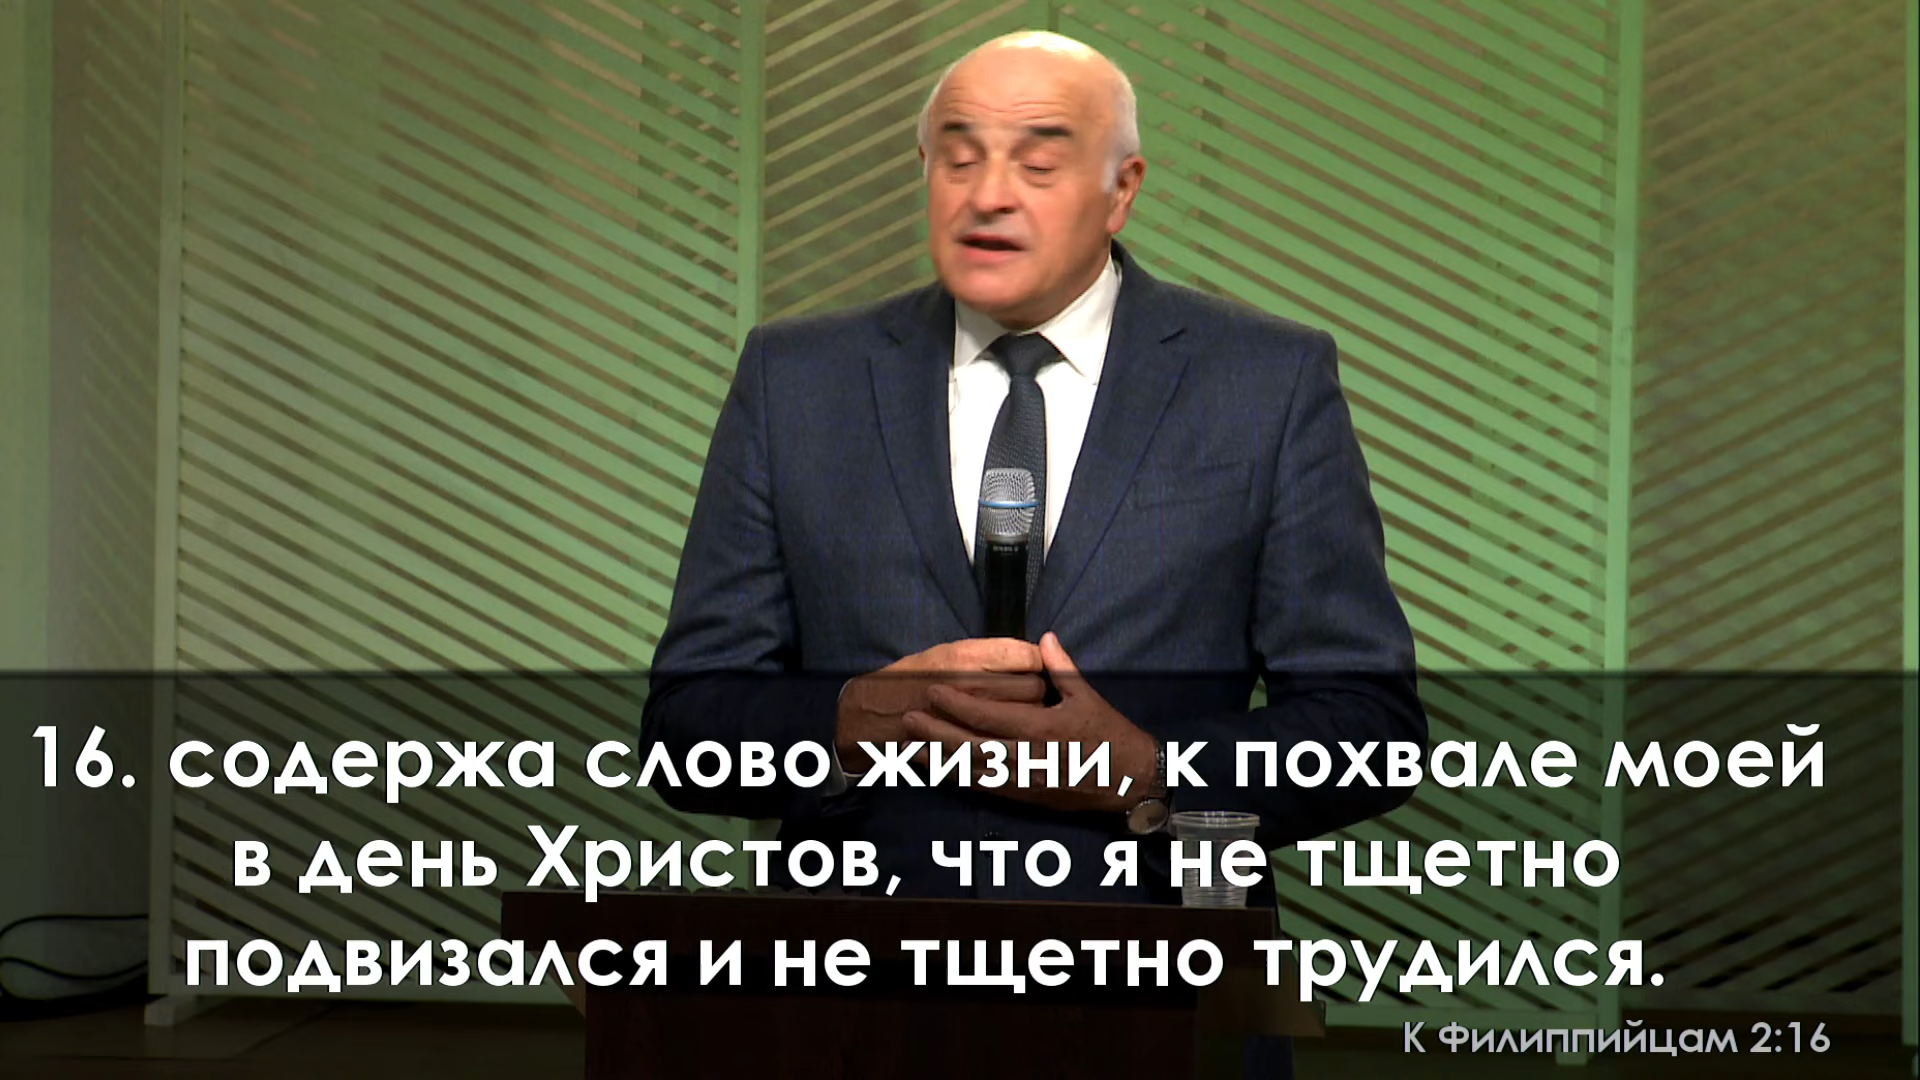 16. содержа слово жизни, к похвале моей
в день Христов, что я не тщетно
подвизался и не тщетно трудился.
К Филиппийцам 2:16